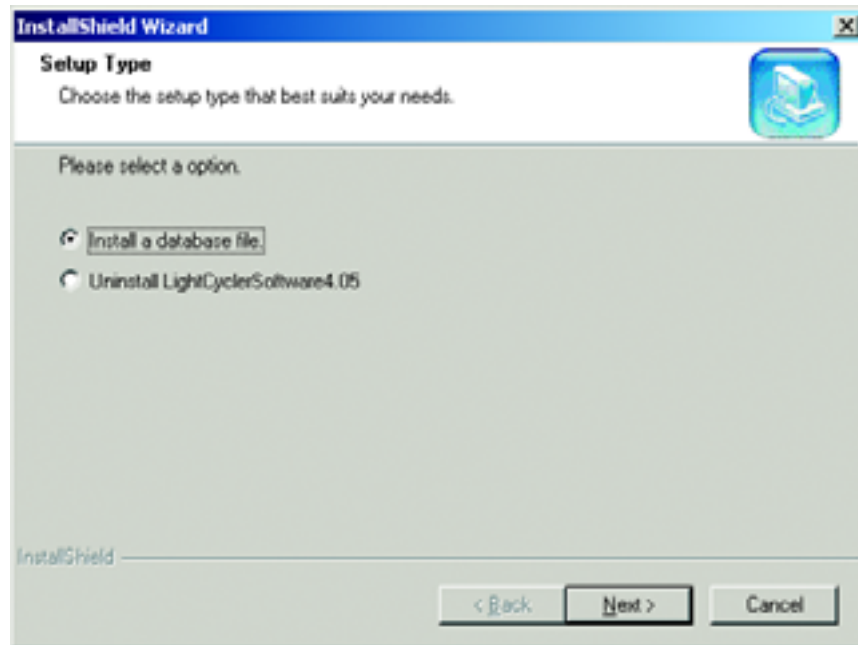 InstallShield Wizard
Setup Type
Choose the setup type that best suits your needs.
Please select a option.
Install a database file.
Uninstall LightCyclerSoftware4.05
InstallShield
< Back
Next >
Cancel